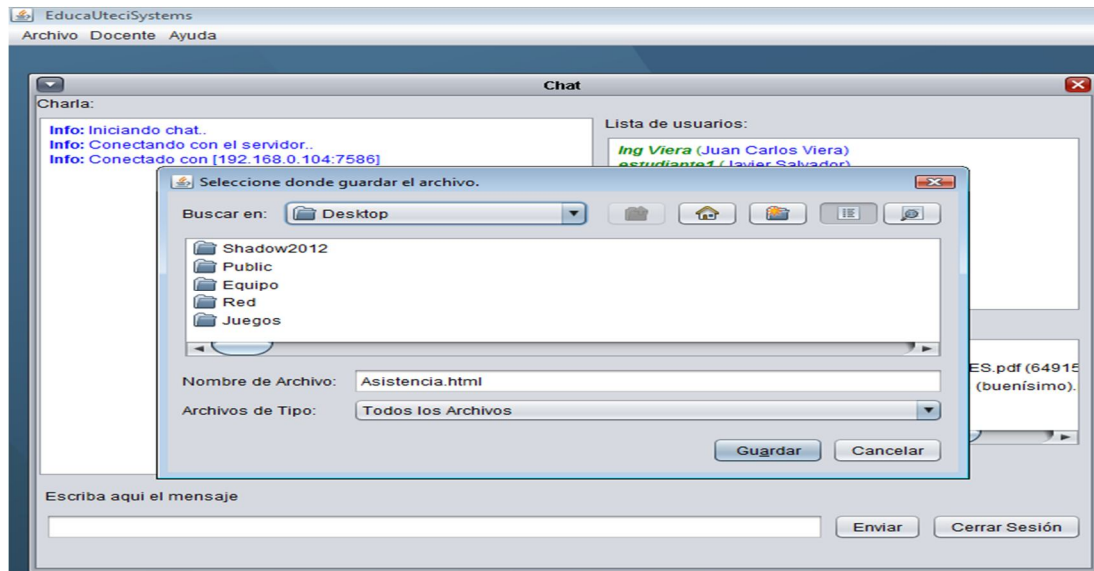 EducaUteciSystems
Archivo Docente Ayuda
Chat
Charla:
Info: Iniciando chat..
Info: Conectando con el servidor..
Info: Conectado con [192.168.0.104:7586]
Lista de usuarios:
Ing Viera (Juan Carlos Viera)
estudiante1 (Javier Salvador)
Seleccione donde guardar el archivo.
Buscar en: Desktop
Shadow2012
Public
Equipo
Red
Juegos
ES.pdf (64915
(buenísimo).
Nombre de Archivo: Asistencia.html
Archivos de Tipo: Todos los Archivos
Guardar Cancelar
Escriba aqui el mensaje
Enviar Cerrar Sesión